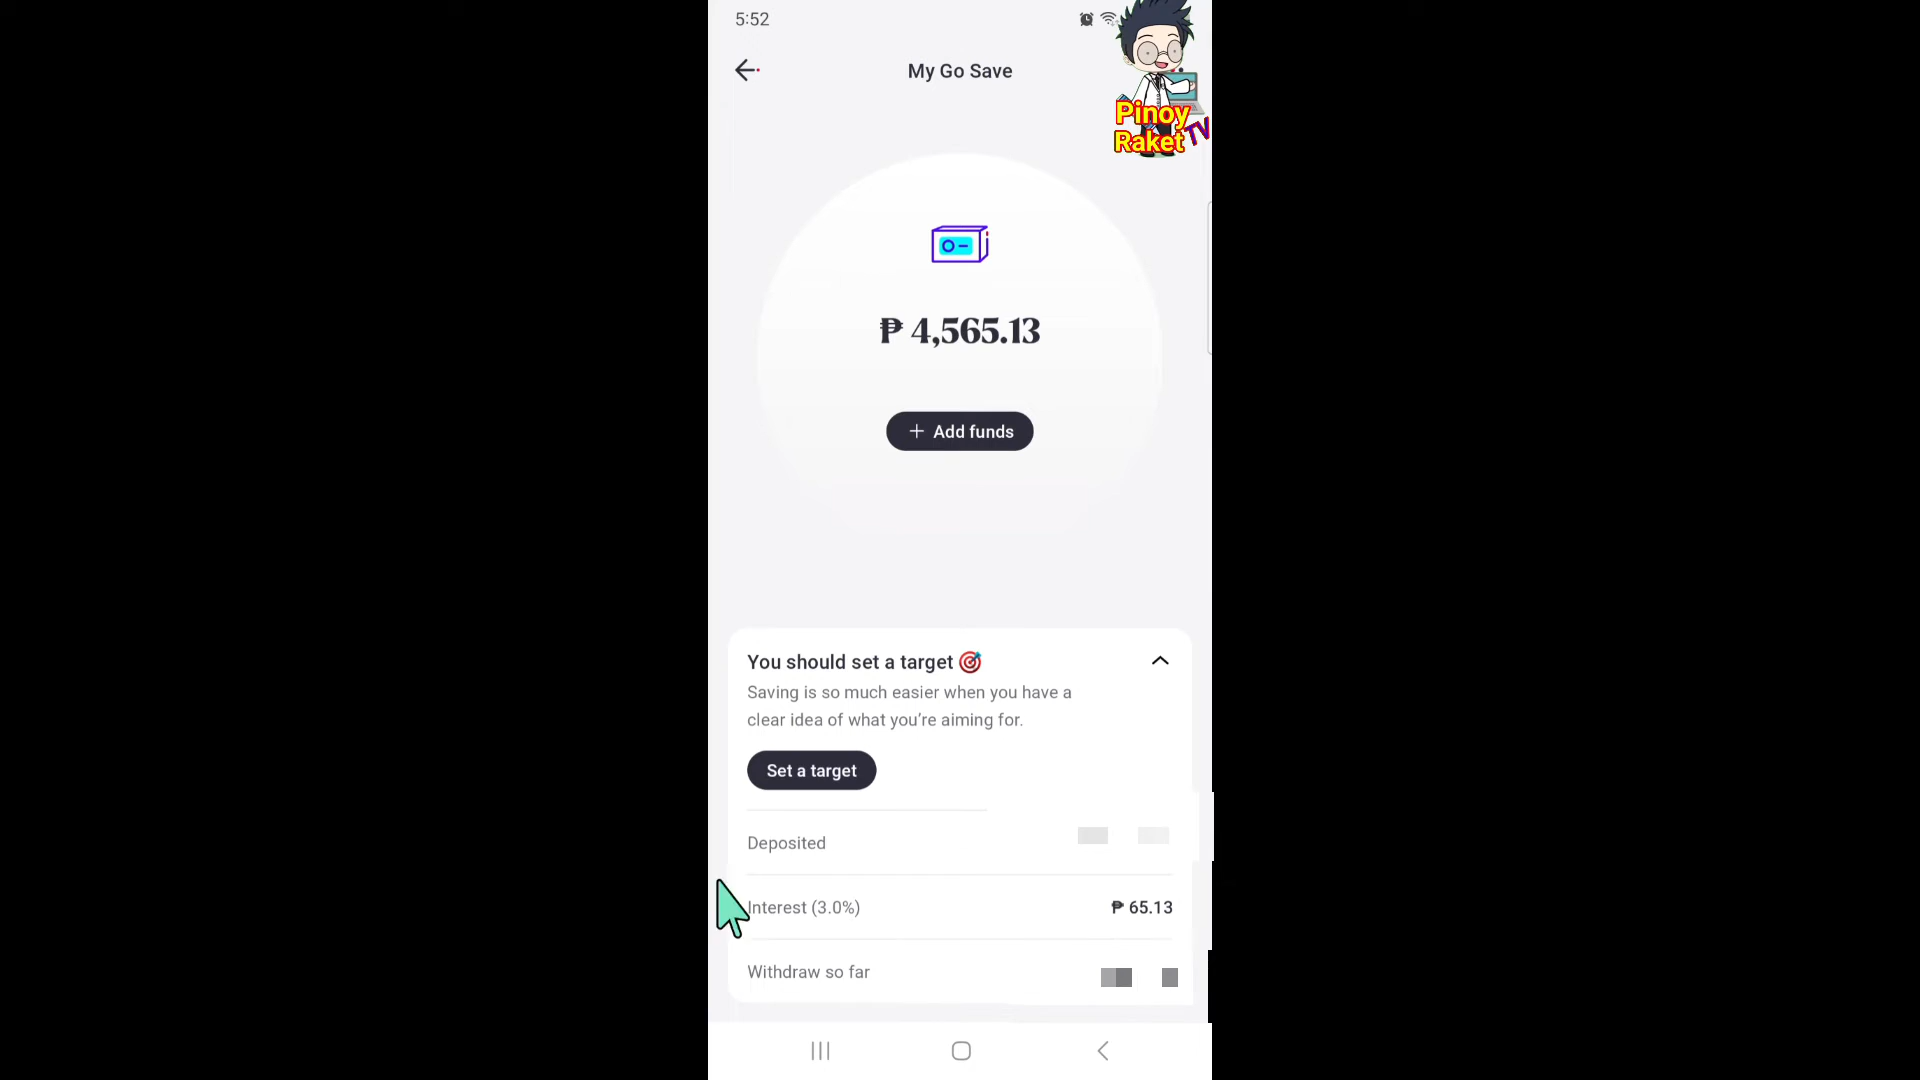 5:52
My Go Save
Pinoy
Raket TV
₱ 4,565.13
+ Add funds
You should set a target 🎯
Saving is so much easier when you have a
clear idea of what you’re aiming for.
Set a target
Deposited
Interest (3.0%) ₱ 65.13
Withdraw so far